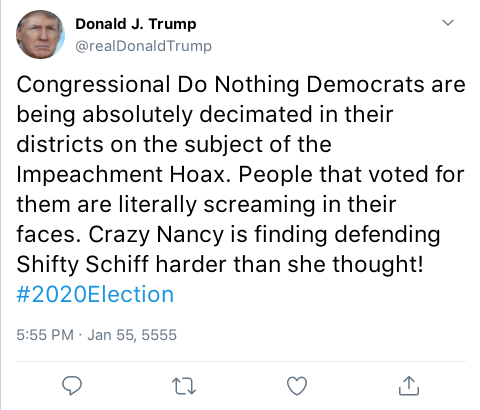 Donald J. Trump
@realDonaldTrump
Congressional Do Nothing Democrats are
being absolutely decimated in their
districts on the subject of the
Impeachment Hoax. People that voted for
them are literally screaming in their
faces. Crazy Nancy is finding defending
Shifty Schiff harder than she thought!
#2020Election
5:55 PM · Jan 55, 5555